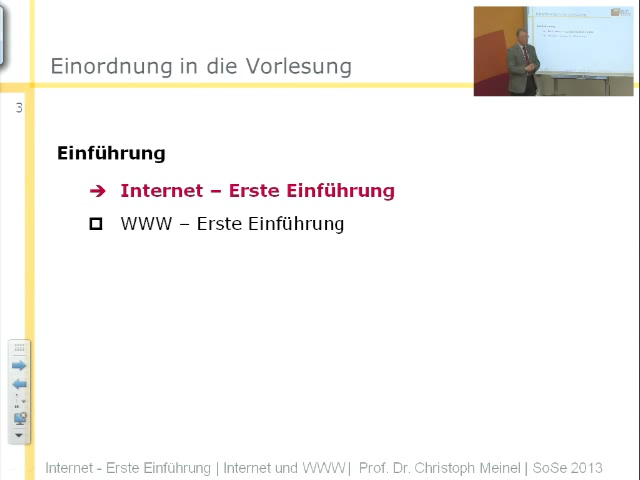 Einordnung in die Vorlesung
3
Einführung
➔ Internet – Erste Einführung
WWW – Erste Einführung
Internet - Erste Einführung | Internet und WWW | Prof. Dr. Christoph Meinel | SoSe 2013